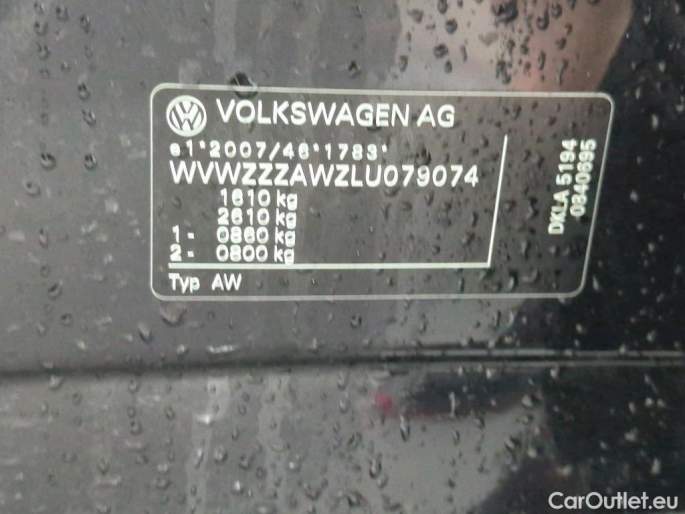 VOLKSWAGEN AG
e1*2007/46*1783*
WVWZZZAWZLU079074
1610 kg
2610 kg
1- 0860 kg
2- 0800 kg
Typ AW
DKLA 5194
0840695
CarOutlet.eu